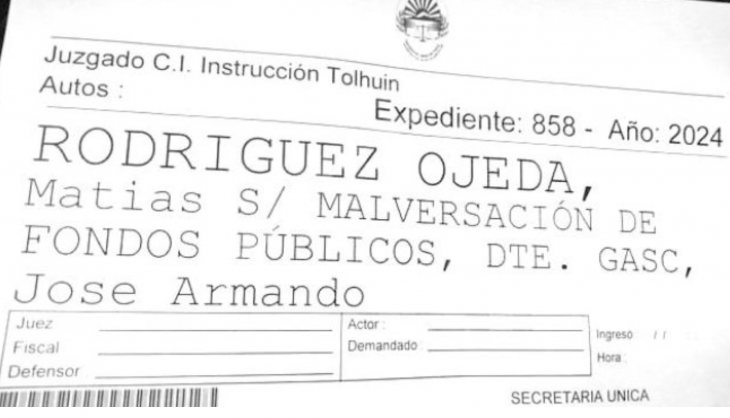 Juzgado C.I. Instrucción Tolhuin
Autos :
Expediente: 858 - Año: 2024
RODRIGUEZ OJEDA,
Matias S/ MALVERSACIÓN DE
FONDOS PÚBLICOS, DTE. GASC,
Jose Armando
Juez
Fiscal
Defensor
Actor :
Demandado :
Ingreso / /
Hora :
SECRETARIA UNICA